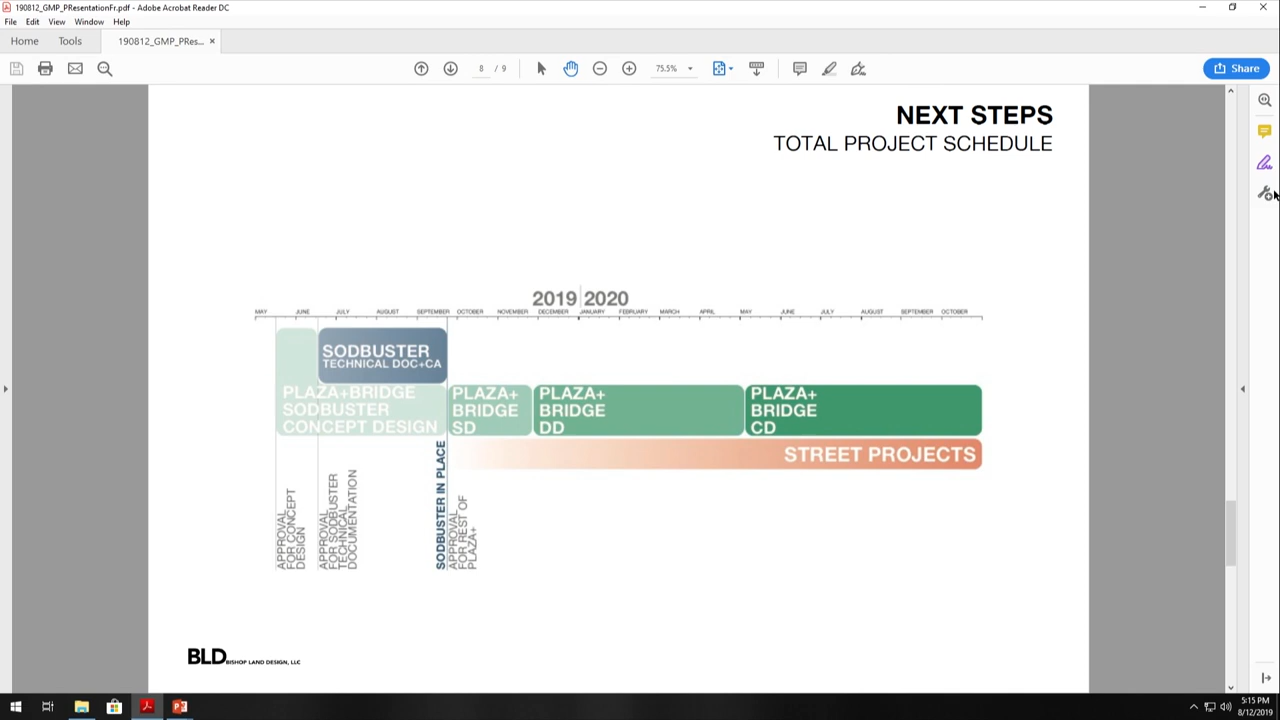 190812_GMP_PResentationFr.pdf - Adobe Acrobat Reader DC
File Edit View Window Help
Home Tools 190812_GMP_PRes... ×
8 / 9 75.5% Share
NEXT STEPS
TOTAL PROJECT SCHEDULE
2019 2020
MAY JUNE JULY AUGUST SEPTEMBER OCTOBER NOVEMBER DECEMBER JANUARY FEBRUARY MARCH APRIL MAY JUNE JULY AUGUST SEPTEMBER OCTOBER
SODBUSTER
TECHNICAL DOC+CA
PLAZA+BRIDGE
SODBUSTER
CONCEPT DESIGN
PLAZA+
BRIDGE
SD
PLAZA+
BRIDGE
DD
PLAZA+
BRIDGE
CD
STREET PROJECTS
APPROVAL
FOR CONCEPT
DESIGN
APPROVAL
FOR SODBUSTER
TECHNICAL
DOCUMENTATION
SODBUSTER IN PLACE
APPROVAL
FOR REST OF
PLAZA+
BLD BISHOP LAND DESIGN, LLC
5:15 PM
8/12/2019